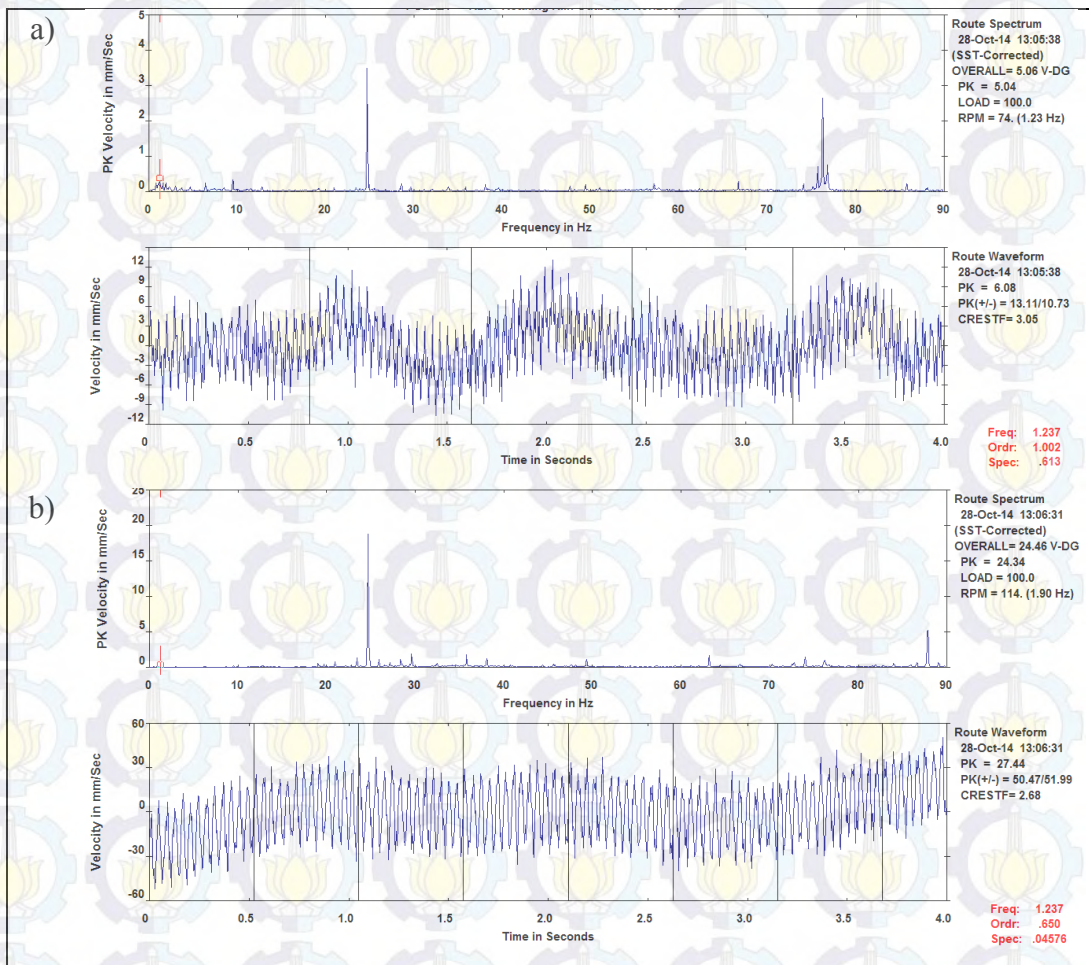 a)
PK Velocity in mm/Sec
5
4
3
2
1
0
0 10 20 30 40 50 60 70 80 90
Frequency in Hz
Route Spectrum
28-Oct-14 13:05:38
(SST-Corrected)
OVERALL= 5.06 V-DG
PK = 5.04
LOAD = 100.0
RPM = 74. (1.23 Hz)
Velocity in mm/Sec
12
9
6
3
0
-3
-6
-9
-12
0 0.5 1.0 1.5 2.0 2.5 3.0 3.5 4.0
Time in Seconds
Route Waveform
28-Oct-14 13:05:38
PK = 6.08
PK(+/-) = 13.11/10.73
CRESTF= 3.05
Freq: 1.237
Ordr: 1.002
Spec: .613
b)
PK Velocity in mm/Sec
25
20
15
10
5
0
0 10 20 30 40 50 60 70 80 90
Frequency in Hz
Route Spectrum
28-Oct-14 13:06:31
(SST-Corrected)
OVERALL= 24.46 V-DG
PK = 24.34
LOAD = 100.0
RPM = 114. (1.90 Hz)
Velocity in mm/Sec
60
30
0
-30
-60
0 0.5 1.0 1.5 2.0 2.5 3.0 3.5 4.0
Time in Seconds
Route Waveform
28-Oct-14 13:06:31
PK = 27.44
PK(+/-) = 50.47/51.99
CRESTF= 2.68
Freq: 1.237
Ordr: .650
Spec: .04576